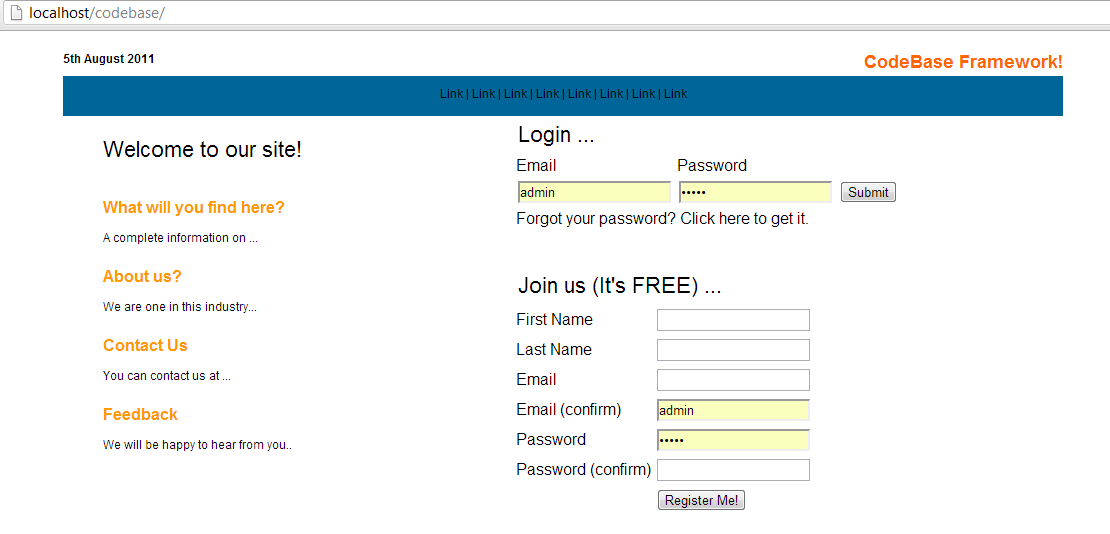 localhost/codebase/
5th August 2011
CodeBase Framework!
Link | Link | Link | Link | Link | Link | Link | Link
Welcome to our site!
What will you find here?
A complete information on ...
About us?
We are one in this industry...
Contact Us
You can contact us at ...
Feedback
We will be happy to hear from you..
Login ...
Email Password
admin ••••• Submit
Forgot your password? Click here to get it.
Join us (It's FREE) ...
First Name
Last Name
Email
Email (confirm) admin
Password •••••
Password (confirm)
Register Me!